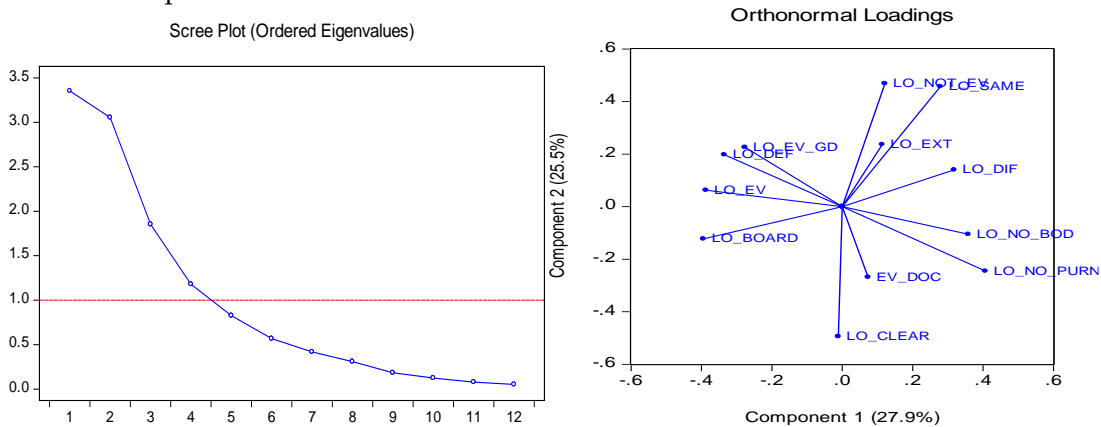 Scree Plot (Ordered Eigenvalues)
3.5
3.0
2.5
2.0
1.5
1.0
0.5
0.0
1 2 3 4 5 6 7 8 9 10 11 12
Orthonormal Loadings
Component 2 (25.5%)
.6
.4
.2
.0
-.2
-.4
-.6
LO_NOT_EV
LO_SAME
LO_EV_GD
LO_EXT
LO_DEF
LO_DIF
LO_EV
LO_BOARD
LO_NO_BOD
LO_NO_PURN
EV_DOC
LO_CLEAR
-.6 -.4 -.2 .0 .2 .4 .6
Component 1 (27.9%)